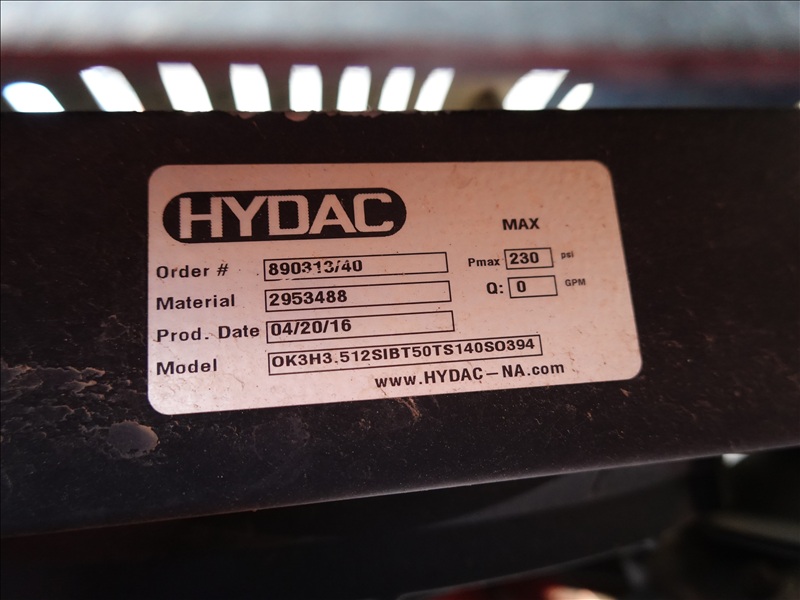 HYDAC
MAX
Order # 890313/40
Pmax 230 psi
Material 2953488
Q: 0 GPM
Prod. Date 04/20/16
Model OK3H3.512SIBT50TS140SO394
www.HYDAC-NA.com